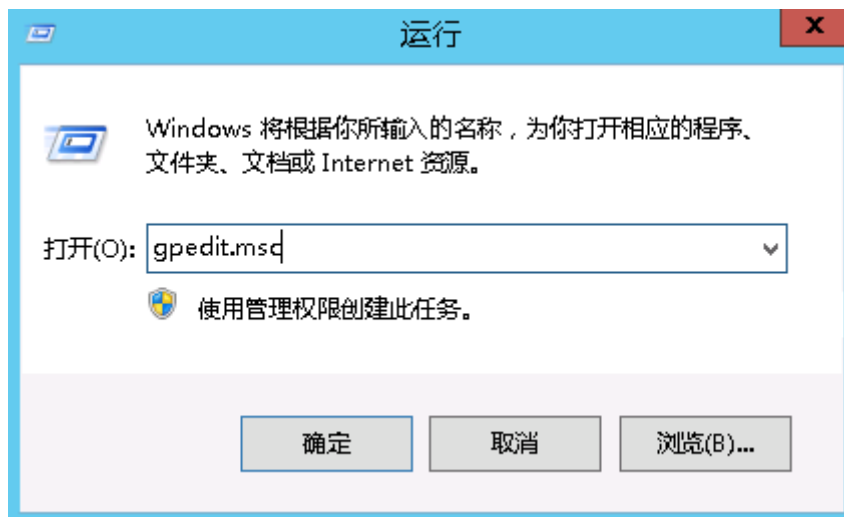 运行
Windows 将根据你所输入的名称，为你打开相应的程序、
文件夹、文档或 Internet 资源。
打开(O): gpedit.msc
使用管理权限创建此任务。
确定 取消 浏览(B)...